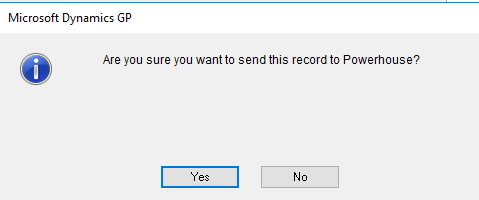 Microsoft Dynamics GP
Are you sure you want to send this record to Powerhouse?
Yes No